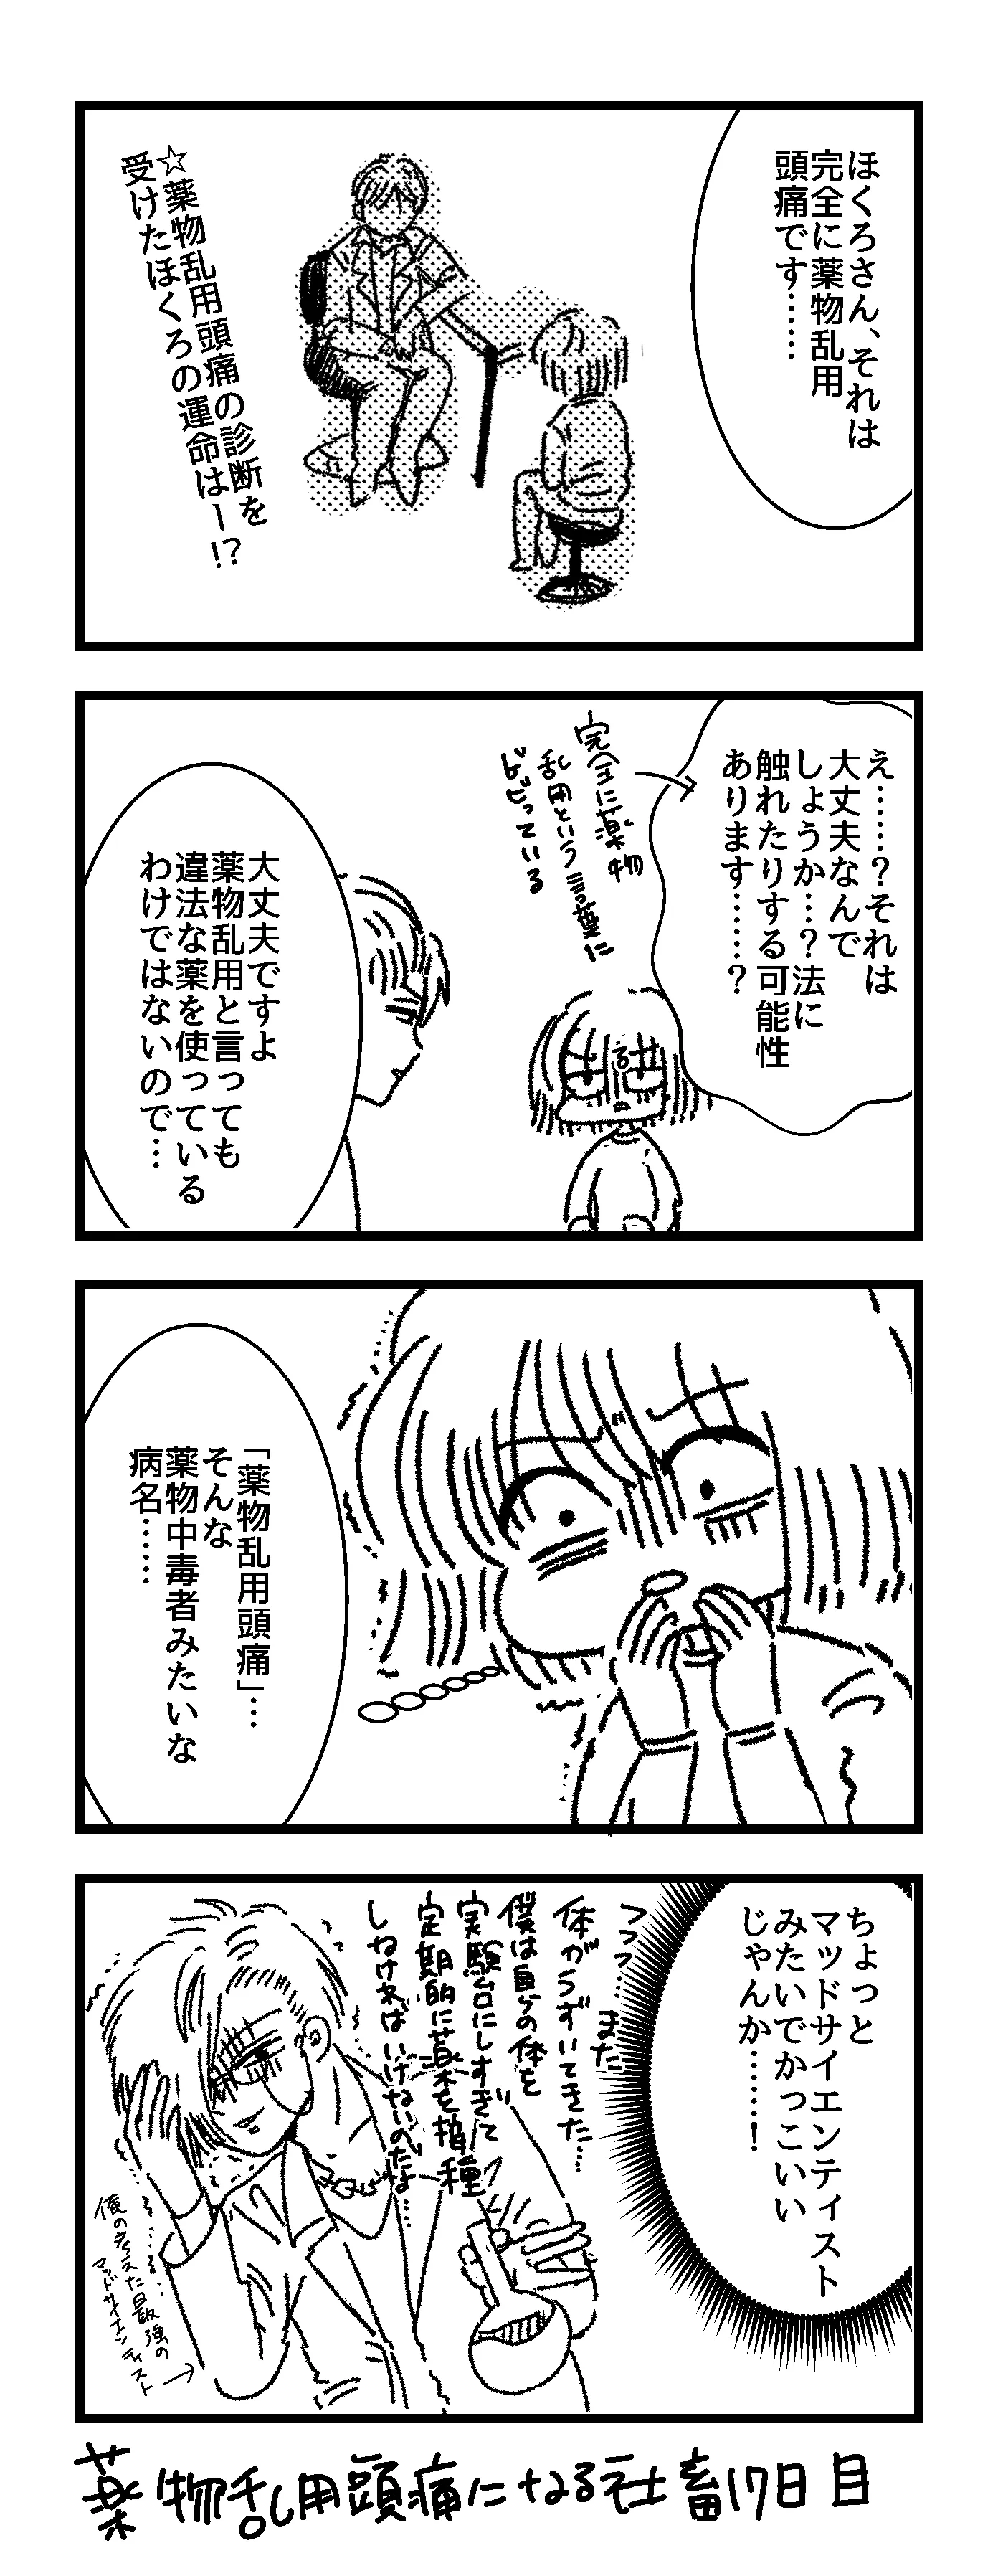 ほくろさん、それは
完全に薬物乱用
頭痛です……
☆薬物乱用頭痛の診断を
受けたほくろの運命はー!?
え……？それは
大丈夫なんで
しょうか…？法に
触れたりする可能性
あります……？
完全に薬物
乱用という言葉に
ビビっている
大丈夫ですよ
薬物乱用と言っても
違法な薬を使っている
わけではないので…
「薬物乱用頭痛」…
そんな
薬物中毒者みたいな
病名……
ちょっと
マッドサイエンティスト
みたいでかっこいい
じゃんか……！
フフフ…また
体がうずいてきた…
僕は自らの体を
実験台にしすぎて
定期的に薬を摂種
しなければいけないのだよ…
俺の考えた最強の
マッドサイエンティスト→
薬物乱用頭痛になる社畜17日目